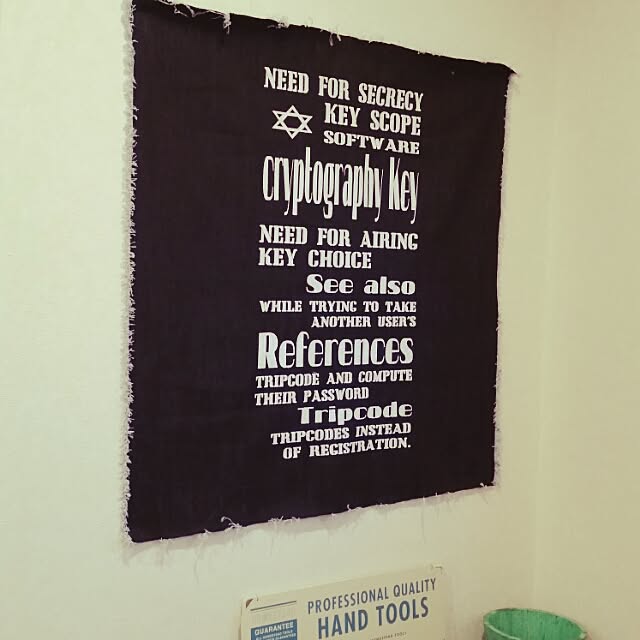 NEED FOR SECRECY
KEY SCOPE
SOFTWARE
cryptography Key
NEED FOR AIRING
KEY CHOICE
See also
WHILE TRYING TO TAKE
ANOTHER USER'S
References
TRIPCODE AND COMPUTE
THEIR PASSWORD
Tripcode
TRIPCODES INSTEAD
OF REGISTRATION.
PROFESSIONAL QUALITY
HAND TOOLS
GUARANTEE